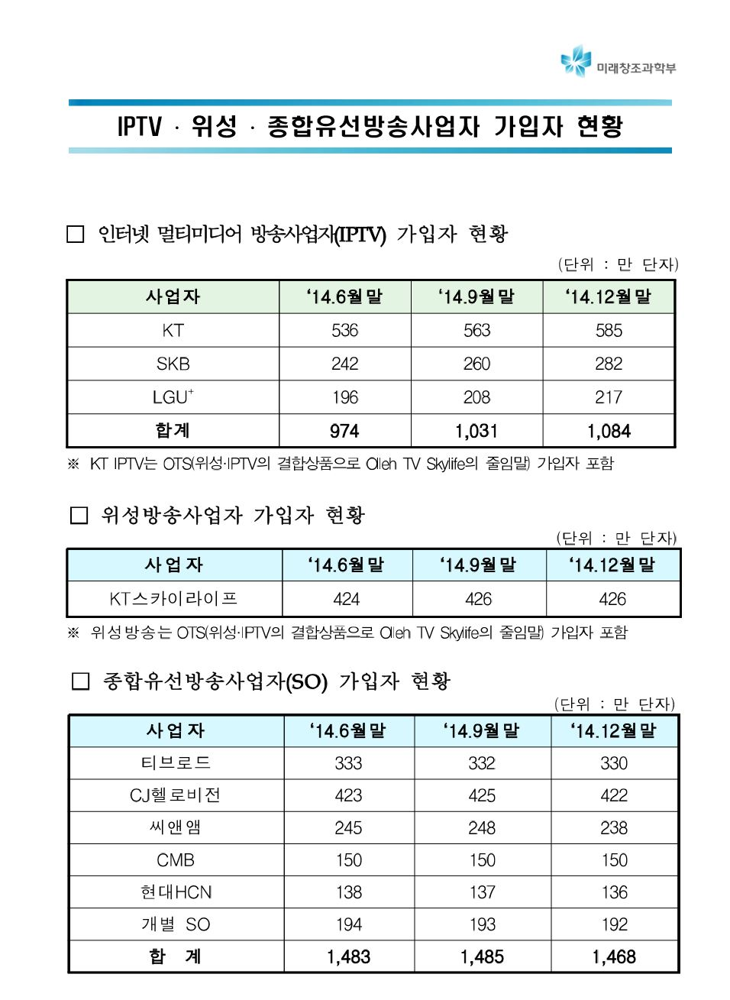 미래창조과학부
IPTV · 위성 · 종합유선방송사업자 가입자 현황
□ 인터넷 멀티미디어 방송사업자(IPTV) 가입자 현황
(단위 : 만 단자)
사업자 ‘14.6월말 ‘14.9월말 ‘14.12월말
KT 536 563 585
SKB 242 260 282
LGU+ 196 208 217
합계 974 1,031 1,084
※ KT IPTV는 OTS(위성·IPTV의 결합상품으로 Olleh TV Skylife의 줄임말) 가입자 포함
□ 위성방송사업자 가입자 현황
(단위 : 만 단자)
사업자 ‘14.6월말 ‘14.9월말 ‘14.12월말
KT스카이라이프 424 426 426
※ 위성방송는 OTS(위성·IPTV의 결합상품으로 Olleh TV Skylife의 줄임말) 가입자 포함
□ 종합유선방송사업자(SO) 가입자 현황
(단위 : 만 단자)
사업자 ‘14.6월말 ‘14.9월말 ‘14.12월말
티브로드 333 332 330
CJ헬로비전 423 425 422
씨앤앰 245 248 238
CMB 150 150 150
현대HCN 138 137 136
개별 SO 194 193 192
합 계 1,483 1,485 1,468